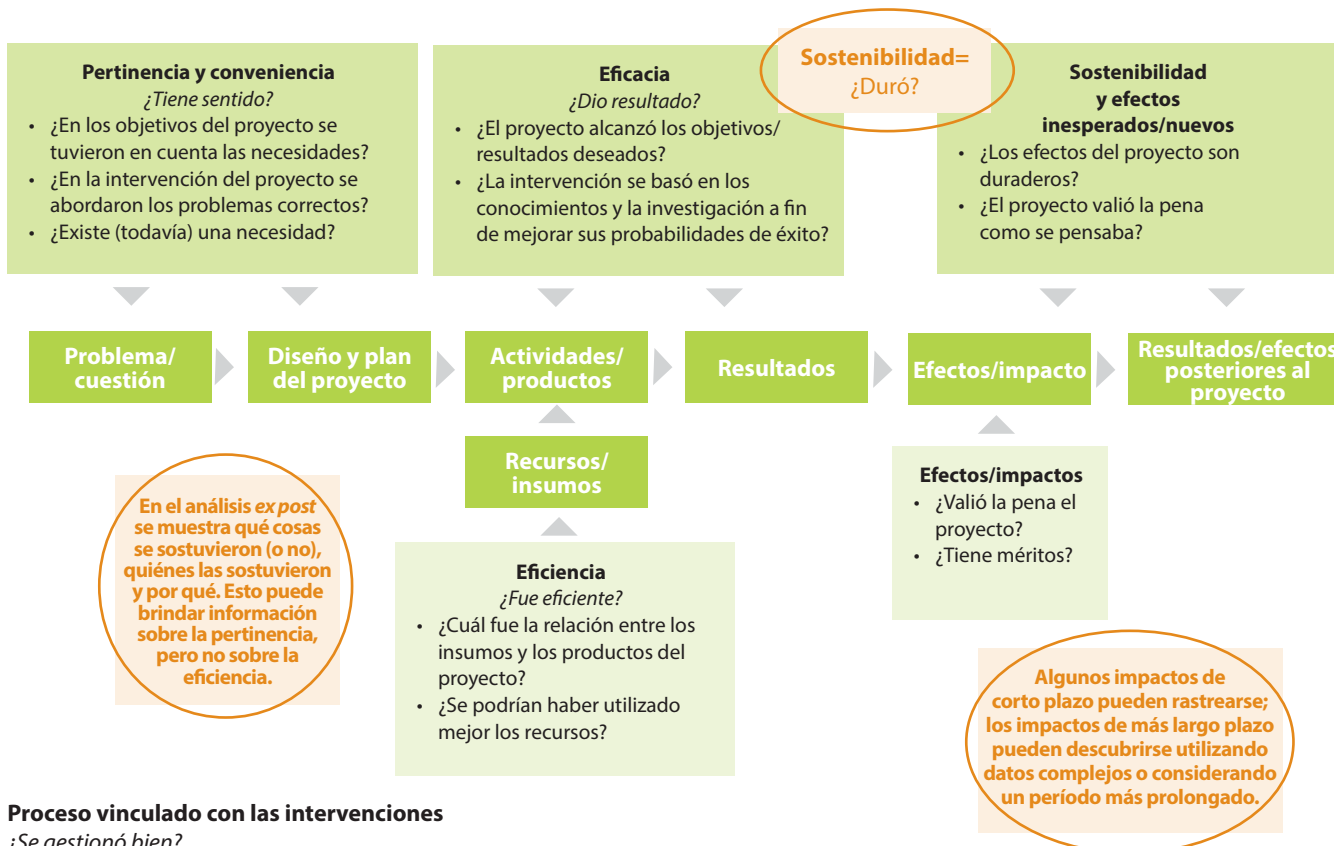 Pertinencia y conveniencia
¿Tiene sentido?
• ¿En los objetivos del proyecto se
tuvieron en cuenta las necesidades?
• ¿En la intervención del proyecto se
abordaron los problemas correctos?
• ¿Existe (todavía) una necesidad?
Eficacia
¿Dio resultado?
• ¿El proyecto alcanzó los objetivos/
resultados deseados?
• ¿La intervención se basó en los
conocimientos y la investigación a fin
de mejorar sus probabilidades de éxito?
Sostenibilidad=
¿Duró?
Sostenibilidad
y efectos
inesperados/nuevos
• ¿Los efectos del proyecto son
duraderos?
• ¿El proyecto valió la pena
como se pensaba?
Problema/
cuestión
Diseño y plan
del proyecto
Actividades/
productos
Resultados
Efectos/impacto
Resultados/efectos
posteriores al
proyecto
Recursos/
insumos
En el análisis ex post
se muestra qué cosas
se sostuvieron (o no),
quiénes las sostuvieron
y por qué. Esto puede
brindar información
sobre la pertinencia,
pero no sobre la
eficiencia.
Eficiencia
¿Fue eficiente?
• ¿Cuál fue la relación entre los
insumos y los productos del
proyecto?
• ¿Se podrían haber utilizado
mejor los recursos?
Efectos/impactos
• ¿Valió la pena el
proyecto?
• ¿Tiene méritos?
Algunos impactos de
corto plazo pueden rastrearse;
los impactos de más largo plazo
pueden descubrirse utilizando
datos complejos o considerando
un período más prolongado.
Proceso vinculado con las intervenciones
¿Se gestionó bien?